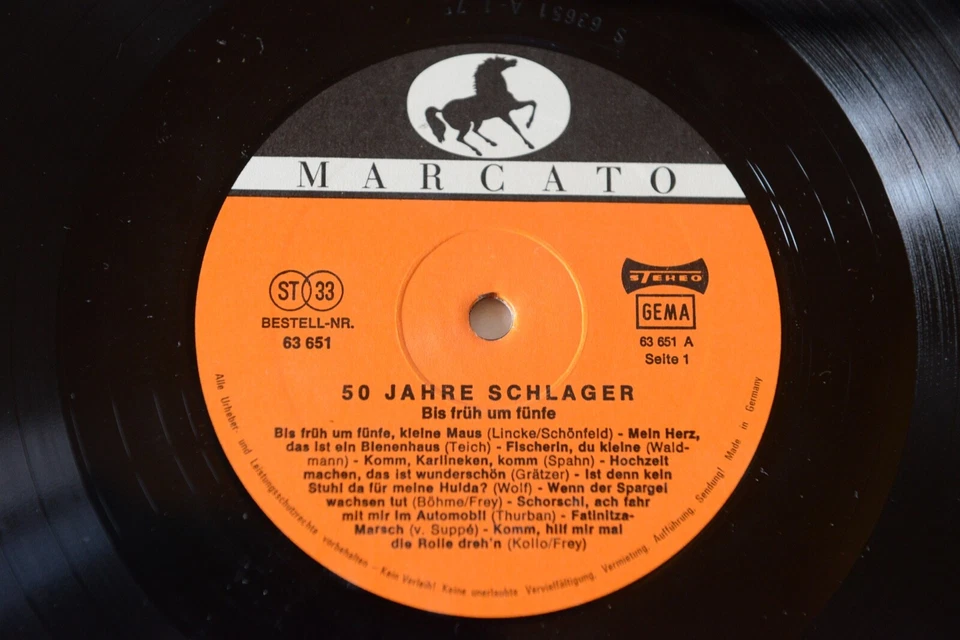 S 63651 A-1
MARCATO
ST 33
BESTELL-NR.
63 651
STEREO
GEMA
63 651 A
Seite 1
50 JAHRE SCHLAGER
Bis früh um fünfe
Bis früh um fünfe, kleine Maus (Lincke/Schönfeld) - Mein Herz,
das ist ein Bienenhaus (Teich) - Fischerin, du kleine (Wald-
mann) - Komm, Karlineken, komm (Spahn) - Hochzeit
machen, das ist wunderschön (Grätzer) - Ist denn kein
Stuhl da für meine Hulda? (Wolf) - Wenn der Spargel
wachsen tut (Böhme/Frey) - Schorschi, ach fahr
mit mir im Automobil (Thurban) - Fatinitza-
Marsch (v. Suppé) - Komm, hilf mir mal
die Rolle dreh'n (Kollo/Frey)
Alle Urheber- und Leistungsschutzrechte vorbehalten - Kein Verleih! Keine unerlaubte Vervielfältigung, Vermietung, Aufführung, Sendung! Made in Germany